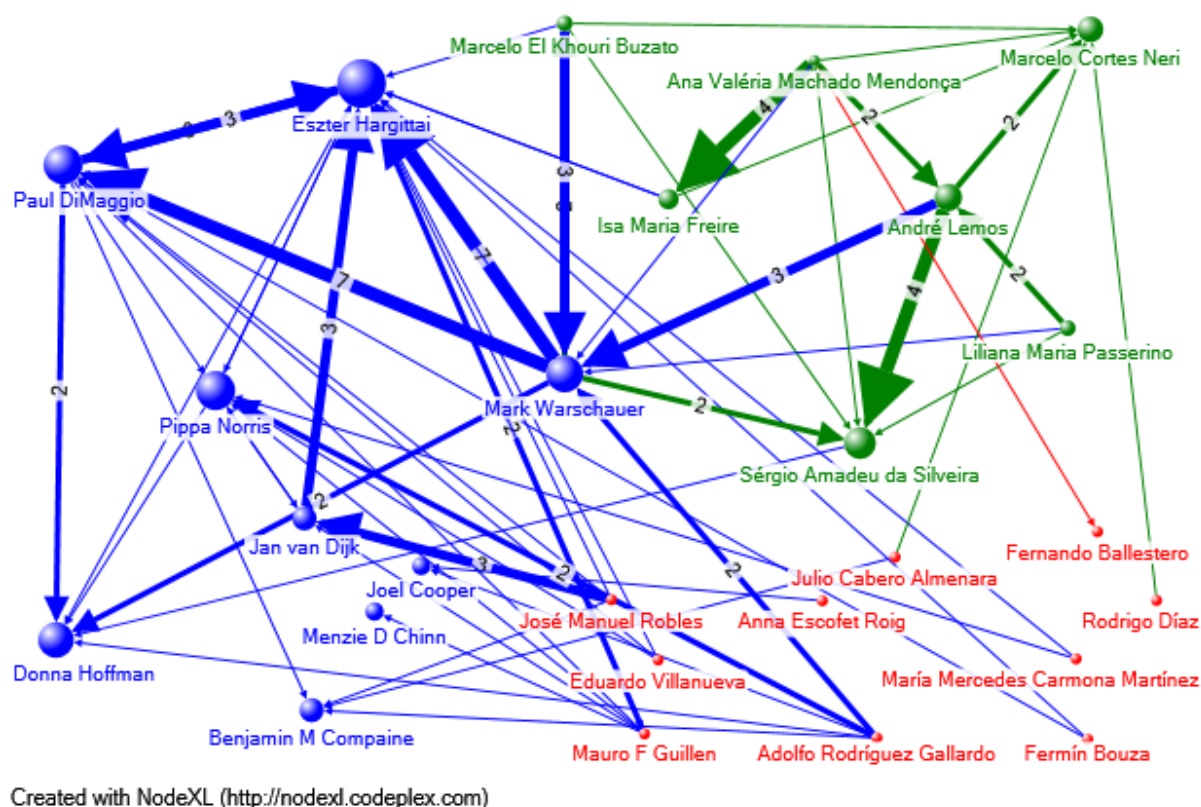 Marcelo El Khouri Buzato
Marcelo Cortes Neri
Ana Valéria Machado Mendonça
Eszter Hargittai
4
2
2
3
3
Paul DiMaggio
3
2
Isa Maria Freire
André Lemos
7
7
3
4
2
3
Liliana Maria Passerino
2
Pippa Norris
Mark Warschauer
2
2
Sérgio Amadeu da Silveira
2
Jan van Dijk
Fernando Ballestero
3
2
2
Joel Cooper
Julio Cabero Almenara
José Manuel Robles
Anna Escofet Roig
Rodrigo Díaz
Menzie D Chinn
Donna Hoffman
Eduardo Villanueva
María Mercedes Carmona Martínez
Benjamin M Compaine
Mauro F Guillen
Adolfo Rodríguez Gallardo
Fermín Bouza
Created with NodeXL (http://nodexl.codeplex.com)